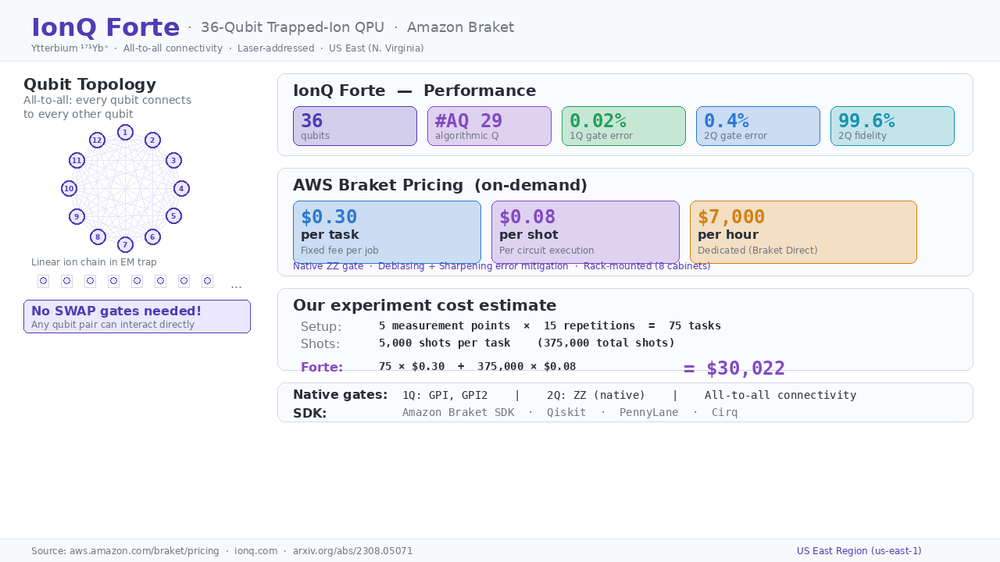 IonQ Forte · 36-Qubit Trapped-Ion QPU · Amazon Braket
Ytterbium ¹⁷¹Yb⁺ · All-to-all connectivity · Laser-addressed · US East (N. Virginia)
Qubit Topology
All-to-all: every qubit connects
to every other qubit
1
2
3
4
5
6
7
8
9
10
11
12
Linear ion chain in EM trap
...
No SWAP gates needed!
Any qubit pair can interact directly
IonQ Forte — Performance
36
qubits
#AQ 29
algorithmic Q
0.02%
1Q gate error
0.4%
2Q gate error
99.6%
2Q fidelity
AWS Braket Pricing (on-demand)
$0.30
per task
Fixed fee per job
$0.08
per shot
Per circuit execution
$7,000
per hour
Dedicated (Braket Direct)
Native ZZ gate · Debiasing + Sharpening error mitigation · Rack-mounted (8 cabinets)
Our experiment cost estimate
Setup: 5 measurement points × 15 repetitions = 75 tasks
Shots: 5,000 shots per task (375,000 total shots)
Forte: 75 × $0.30 + 375,000 × $0.08 = $30,022
Native gates: 1Q: GPI, GPI2 | 2Q: ZZ (native) | All-to-all connectivity
SDK: Amazon Braket SDK · Qiskit · PennyLane · Cirq
Source: aws.amazon.com/braket/pricing · ionq.com · arxiv.org/abs/2308.05071
US East Region (us-east-1)